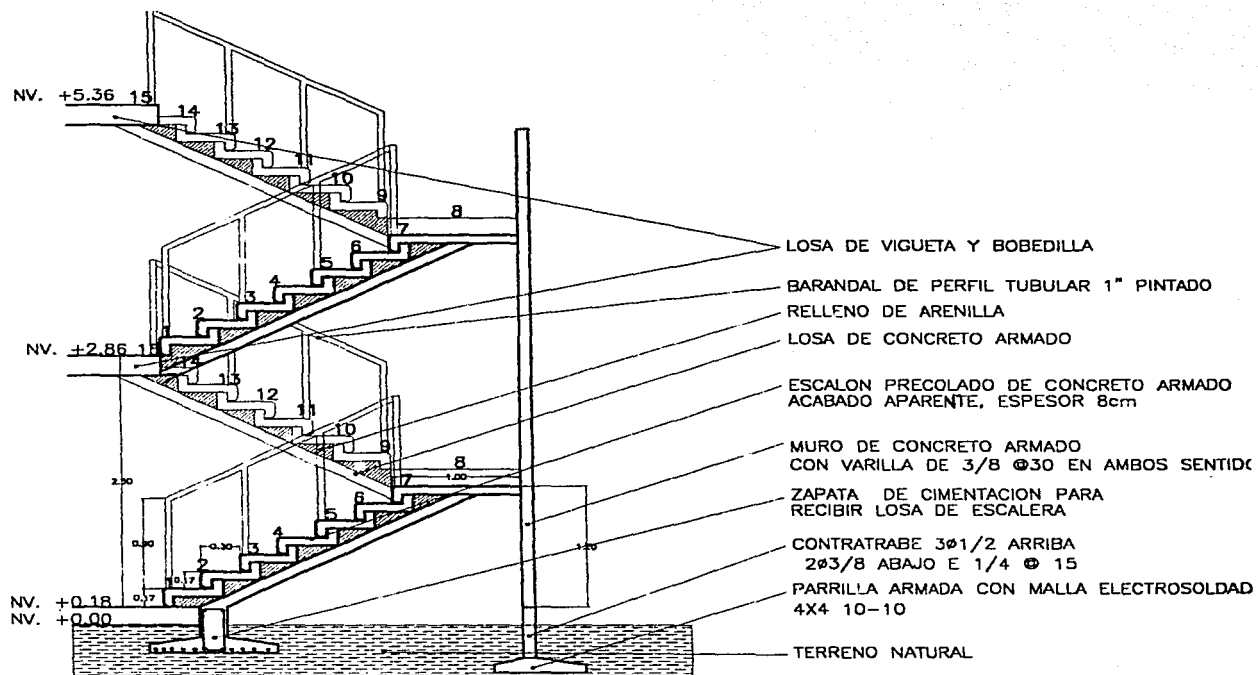 NV. +5.36
15
14
13
12
11
10
9
8
7
6
5
4
3
2
1
NV. +2.86
14
13
12
11
10
9
8
1.00
7
6
5
4
3
2
0.90
0.30
0.17
0.17
1.20
NV. +0.18
NV. +0.00
LOSA DE VIGUETA Y BOBEDILLA
BARANDAL DE PERFIL TUBULAR 1" PINTADO
RELLENO DE ARENILLA
LOSA DE CONCRETO ARMADO
ESCALON PRECOLADO DE CONCRETO ARMADO
ACABADO APARENTE, ESPESOR 8cm
MURO DE CONCRETO ARMADO
CON VARILLA DE 3/8 @30 EN AMBOS SENTIDO
ZAPATA DE CIMENTACION PARA
RECIBIR LOSA DE ESCALERA
CONTRATRABE 3ø1/2 ARRIBA
2ø3/8 ABAJO E 1/4 @ 15
PARRILLA ARMADA CON MALLA ELECTROSOLDAD
4X4 10-10
TERRENO NATURAL